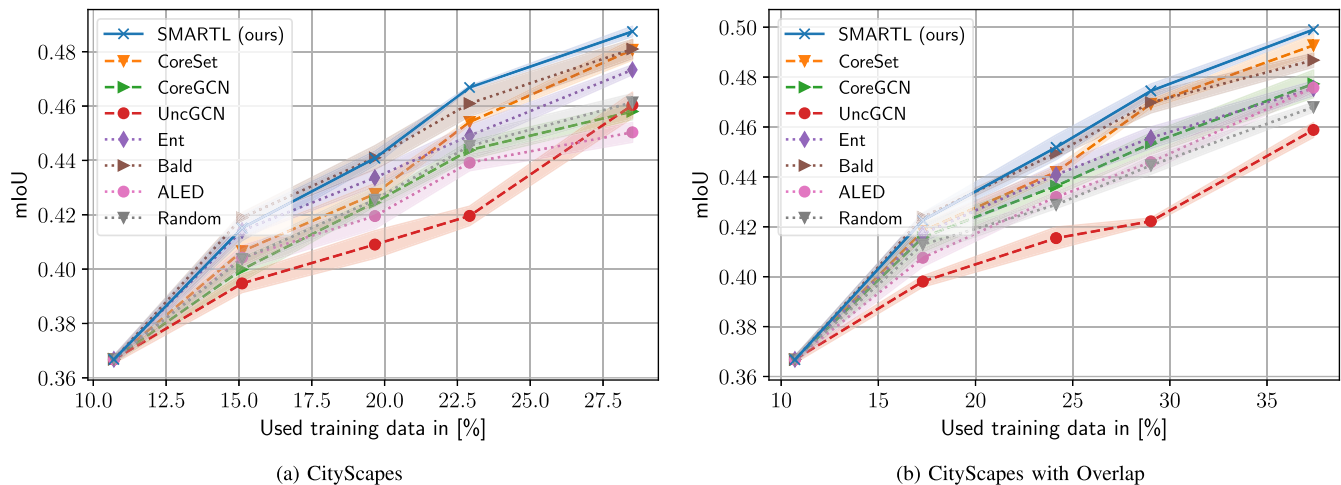 0.48
0.46
0.44
0.42
0.40
0.38
0.36
mIoU
SMARTL (ours)
CoreSet
CoreGCN
UncGCN
Ent
Bald
ALED
Random
10.0 12.5 15.0 17.5 20.0 22.5 25.0 27.5
Used training data in [%]
(a) CityScapes
0.50
0.48
0.46
0.44
0.42
0.40
0.38
0.36
mIoU
SMARTL (ours)
CoreSet
CoreGCN
UncGCN
Ent
Bald
ALED
Random
10 15 20 25 30 35
Used training data in [%]
(b) CityScapes with Overlap